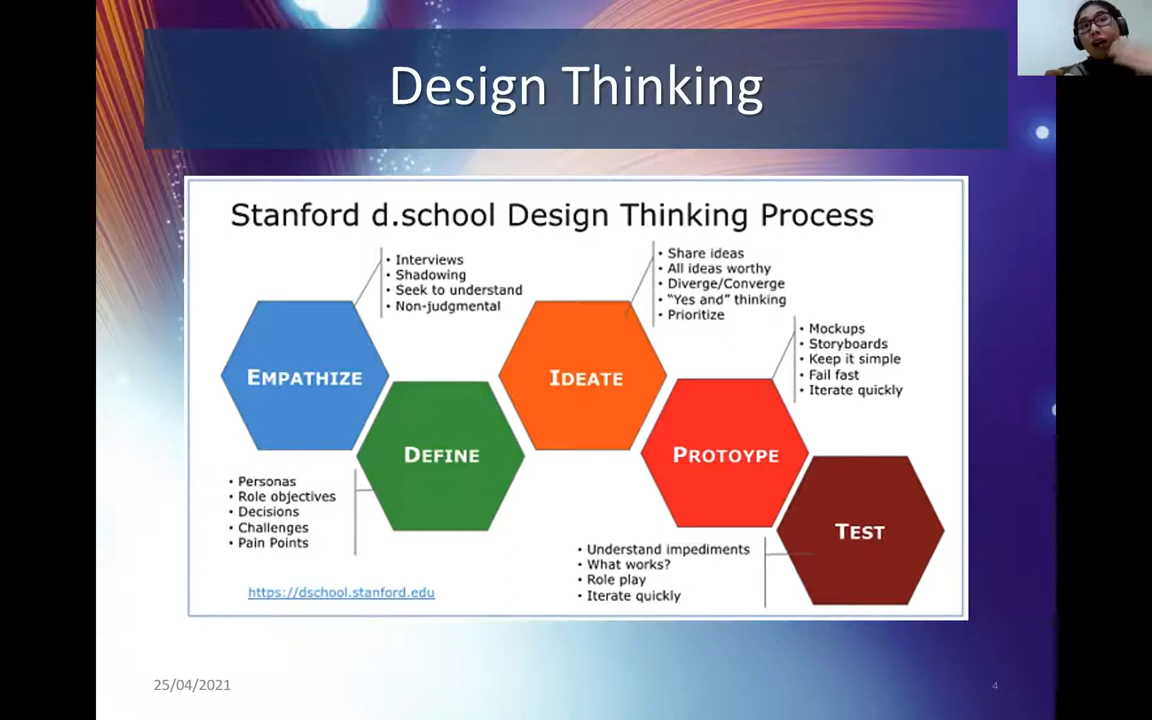 Design Thinking
Stanford d.school Design Thinking Process
• Interviews
• Shadowing
• Seek to understand
• Non-judgmental
• Share ideas
• All ideas worthy
• Diverge/Converge
• “Yes and” thinking
• Prioritize
• Mockups
• Storyboards
• Keep it simple
• Fail fast
• Iterate quickly
EMPATHIZE
DEFINE
IDEATE
PROTOYPE
TEST
• Personas
• Role objectives
• Decisions
• Challenges
• Pain Points
• Understand impediments
• What works?
• Role play
• Iterate quickly
https://dschool.stanford.edu
25/04/2021
4